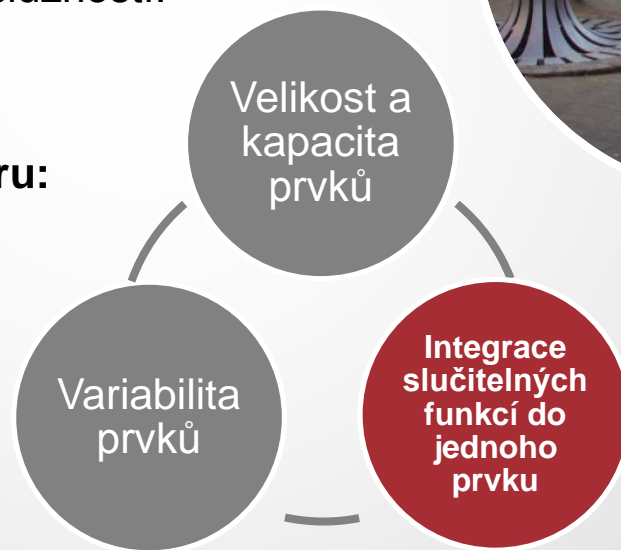 Velikost a
kapacita
prvků
ru:
Integrace
slučitelných
funkcí do
jednoho
prvku
Variabilita
prvků